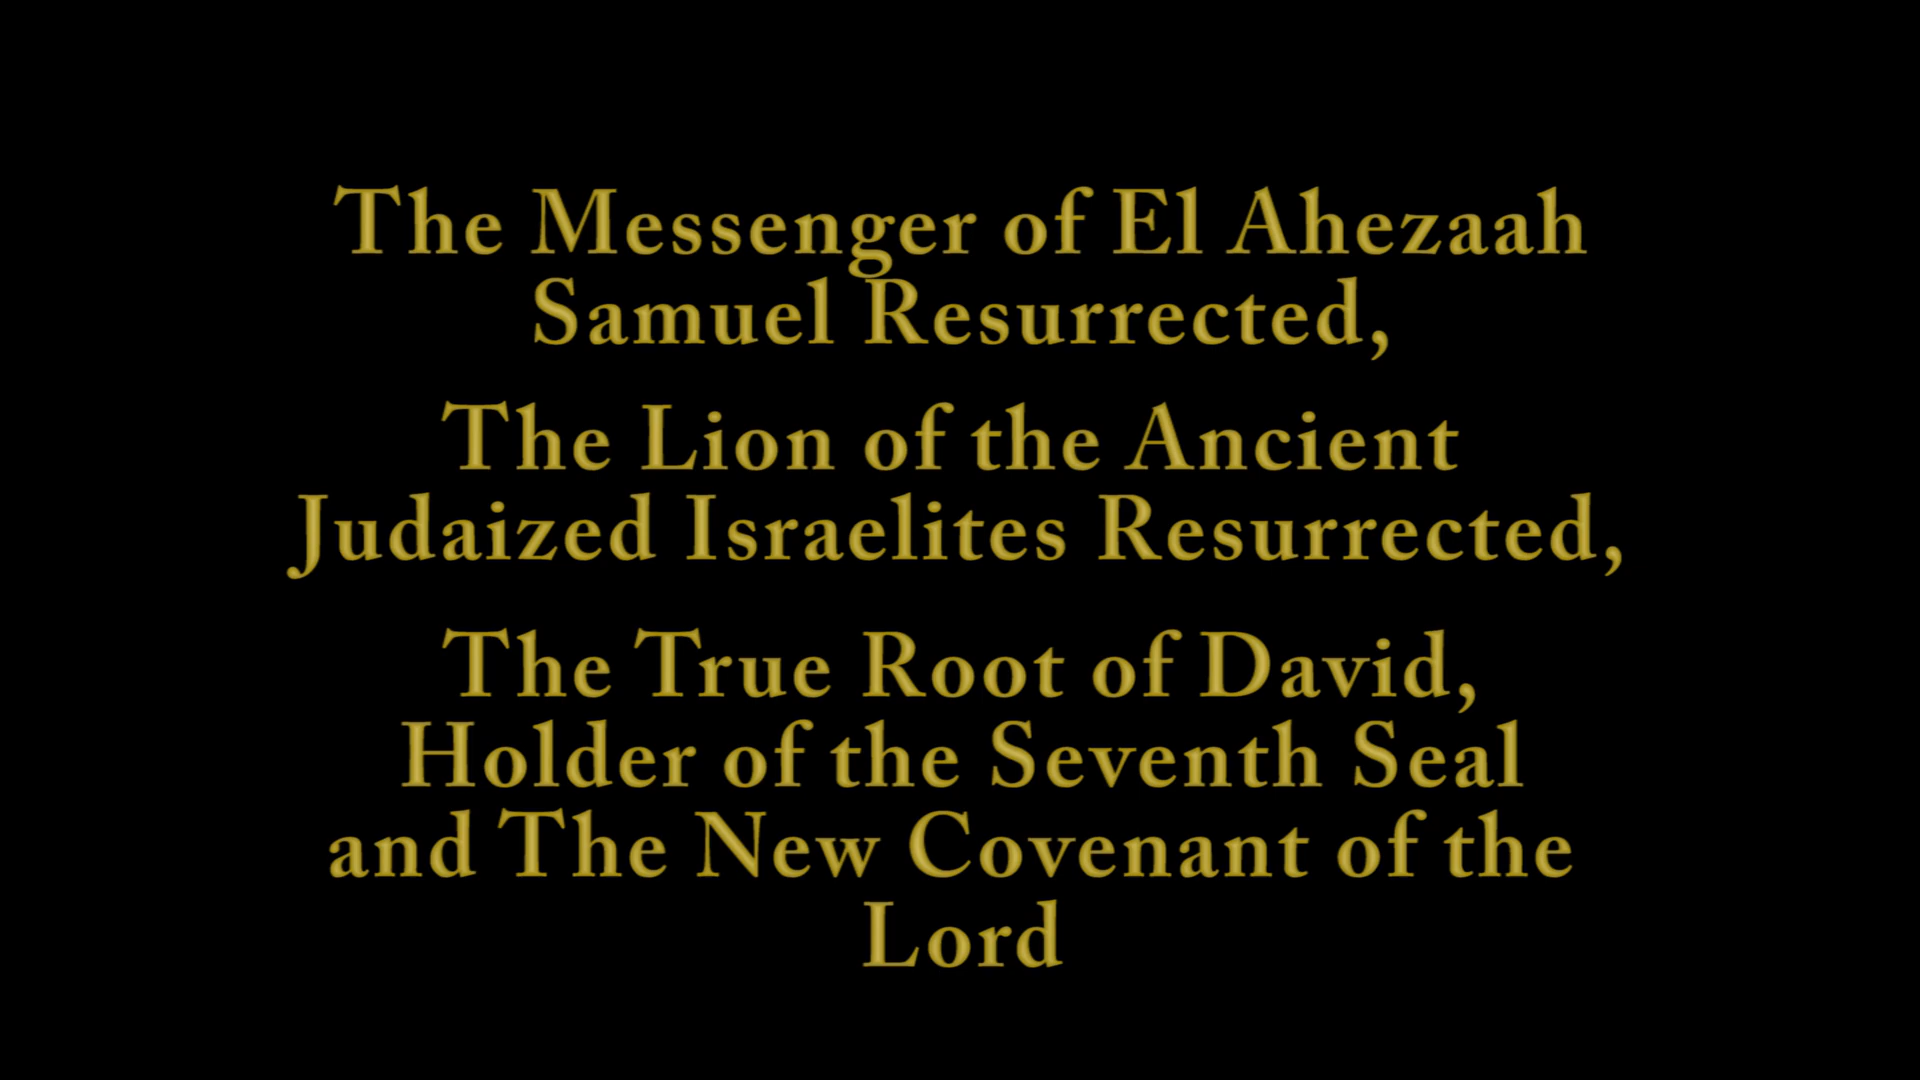 The Messenger of El Ahezaah
Samuel Resurrected,
The Lion of the Ancient
Judaized Israelites Resurrected,
The True Root of David,
Holder of the Seventh Seal
and The New Covenant of the
Lord